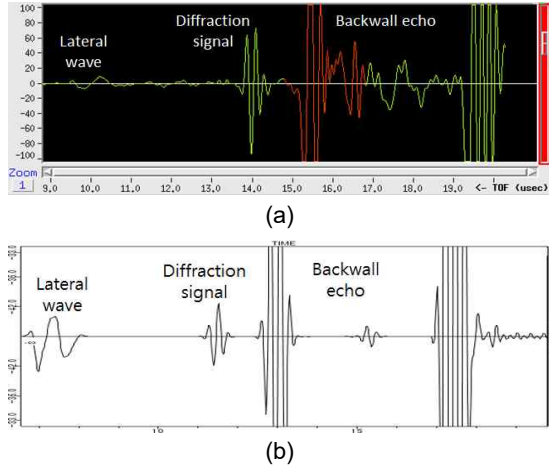 100
80
60
40
20
0
-20
-40
-60
-80
-100
Lateral
wave
Diffraction
signal
Backwall echo
Zoom
1
9,0 10,0 11,0 12,0 13,0 14,0 15,0 16,0 17,0 18,0 19,0 <- TOF (usec)
(a)
TIME
Lateral
wave
Diffraction
signal
Backwall
echo
(b)